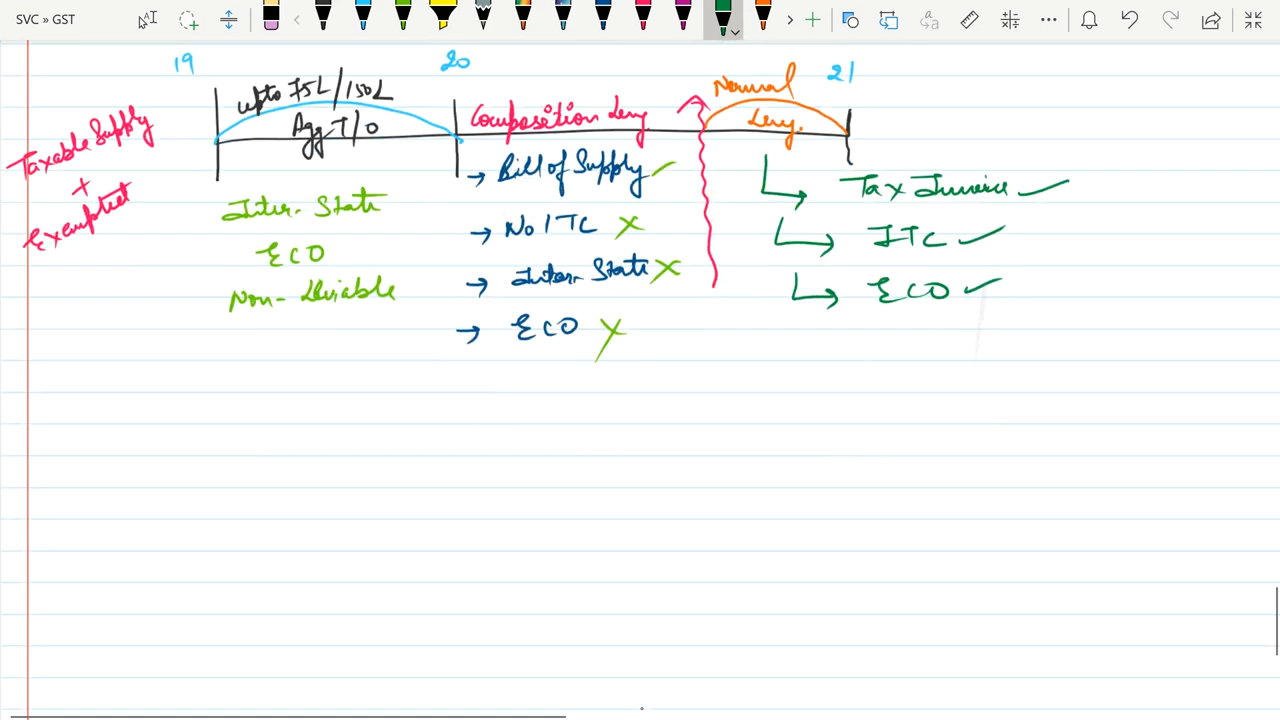 SVC » GST
19
20
21
upto 75L/150L
Agg. T/O
Composition Levy
Normal
Levy.
Taxable Supply
+
Exempted
Inter-State
ECO
Non-Leviable
→ Bill of Supply ✓
→ No ITC X
→ Inter-State X
→ ECO X
Tax Invoice ✓
ITC ✓
ECO ✓